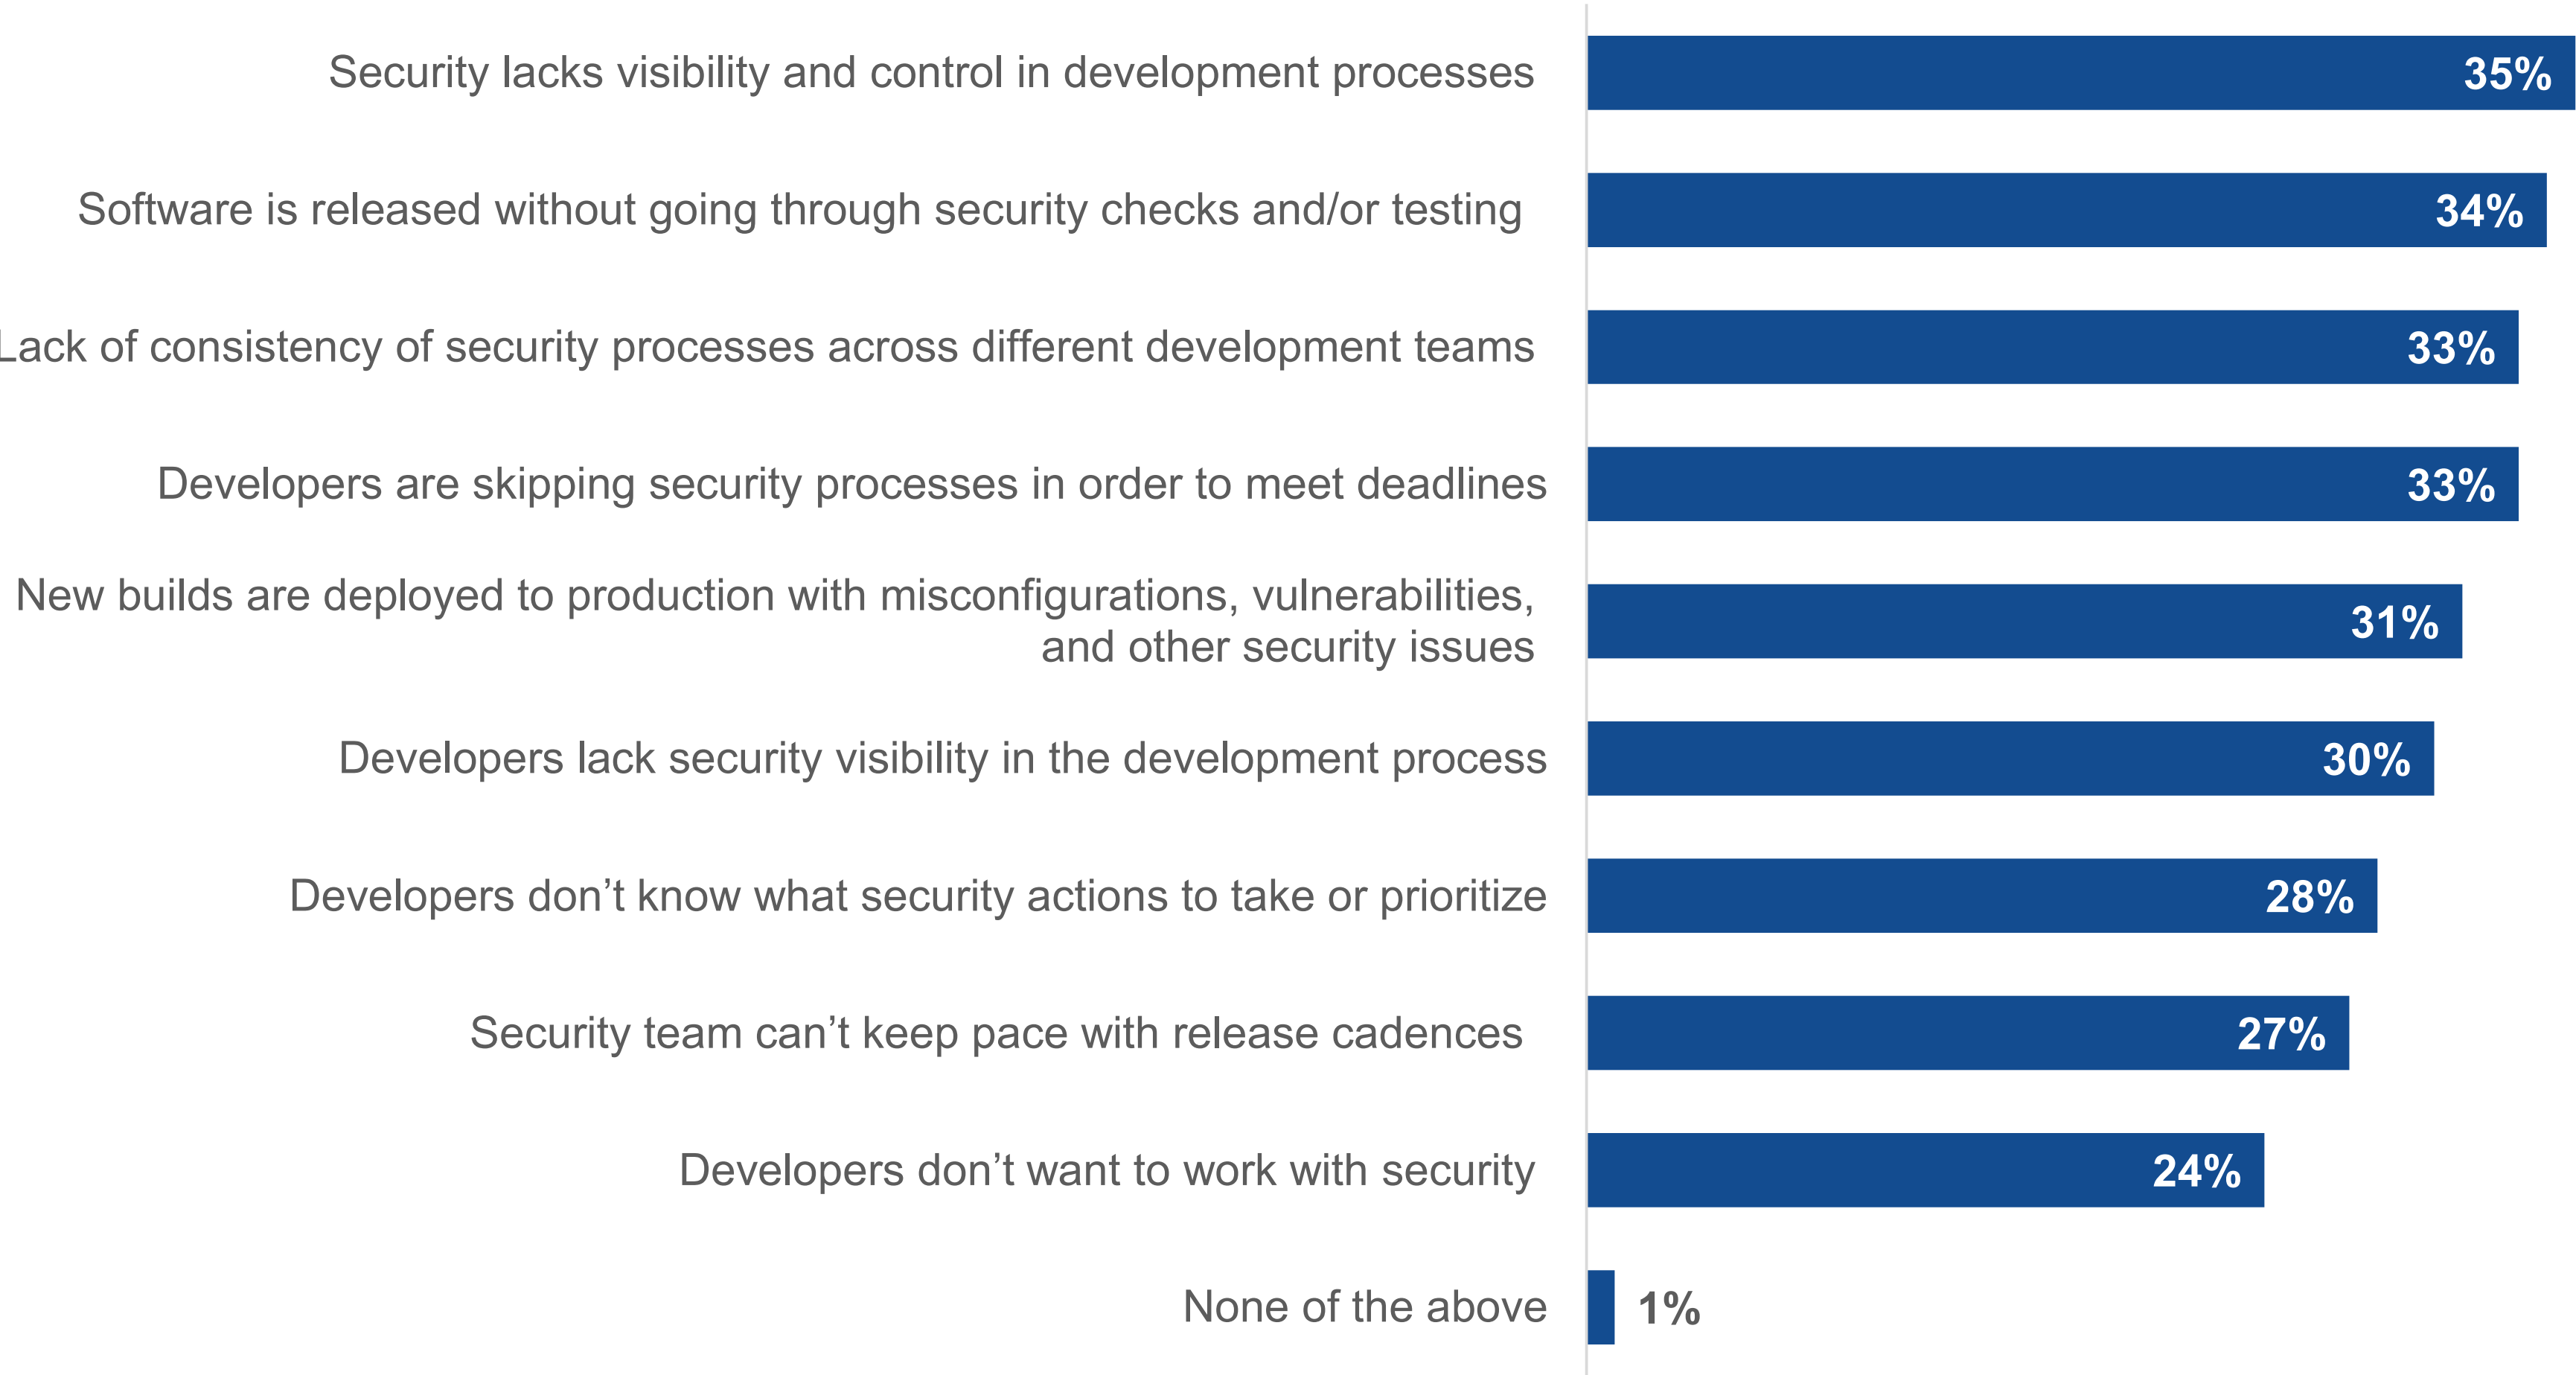 Security lacks visibility and control in development processes
35%
Software is released without going through security checks and/or testing
34%
Lack of consistency of security processes across different development teams
33%
Developers are skipping security processes in order to meet deadlines
33%
New builds are deployed to production with misconfigurations, vulnerabilities,
and other security issues
31%
Developers lack security visibility in the development process
30%
Developers don’t know what security actions to take or prioritize
28%
Security team can’t keep pace with release cadences
27%
Developers don’t want to work with security
24%
None of the above
1%